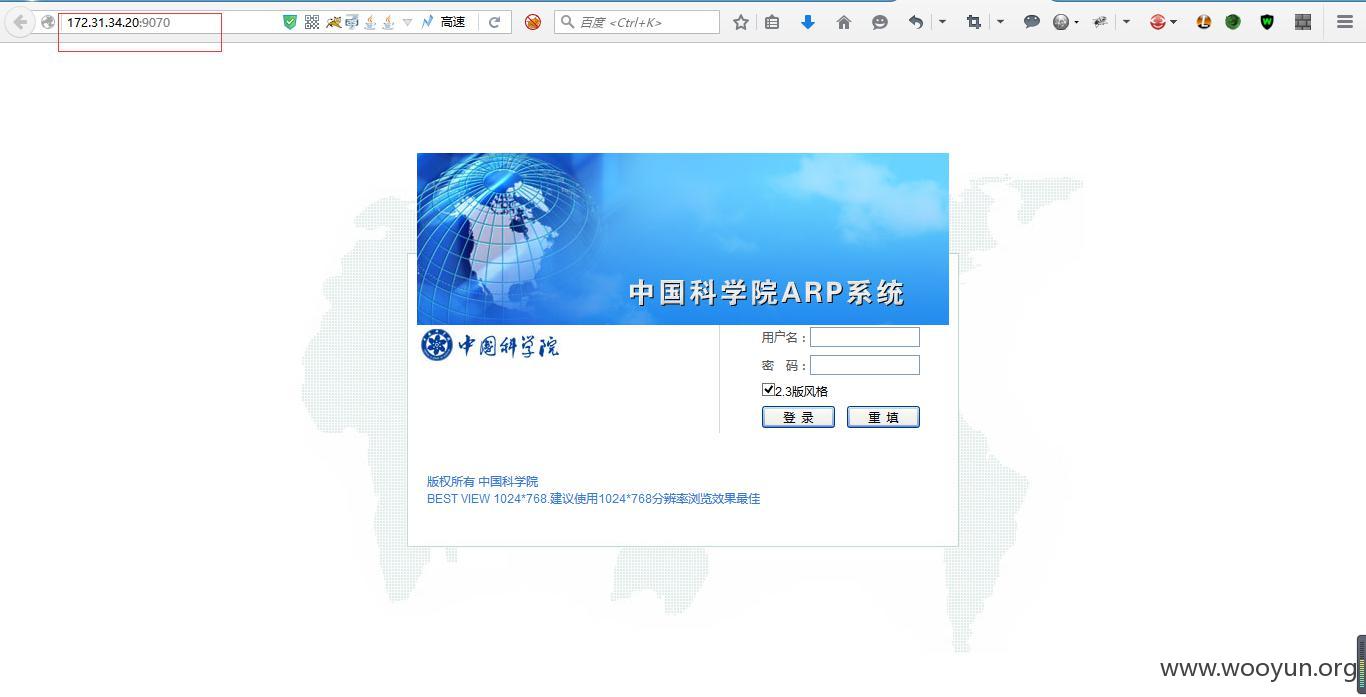 172.31.34.20:9070
高速
百度 <Ctrl+K>
中国科学院ARP系统
中国科学院
用户名：
密 码：
2.3版风格
登 录 重 填
版权所有 中国科学院
BEST VIEW 1024*768.建议使用1024*768分辨率浏览效果最佳
www.wooyun.org